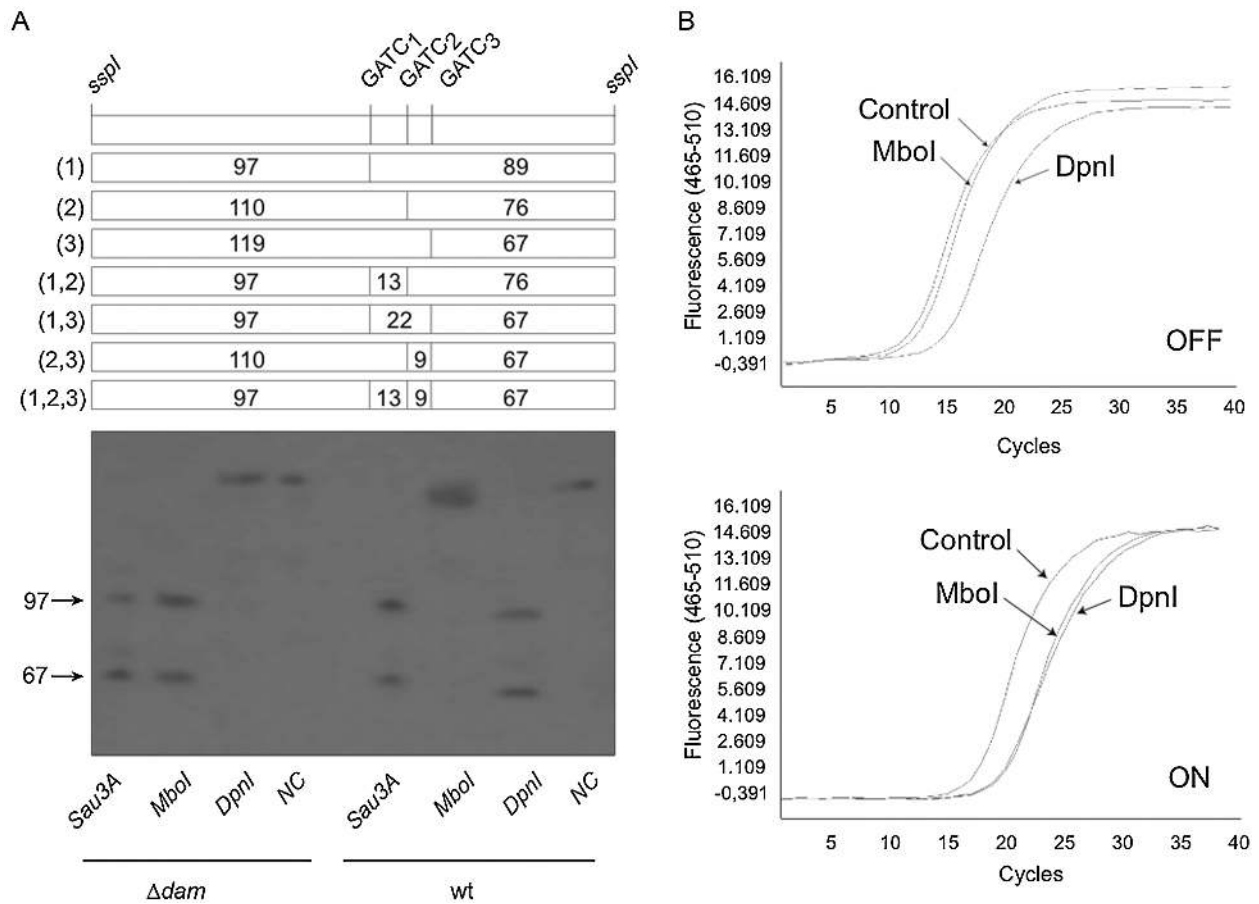 A
sspI
GATC1
GATC2
GATC3
sspI
(1) 97 89
(2) 110 76
(3) 119 67
(1,2) 97 13 76
(1,3) 97 22 67
(2,3) 110 9 67
(1,2,3) 97 13 9 67
97
67
Sau3A
MboI
DpnI
NC
Sau3A
MboI
DpnI
NC
Δdam
wt
B
Fluorescence (465-510)
16.109
14.609
13.109
11.609
10.109
8.609
7.109
5.609
4.109
2.609
1.109
-0,391
Control
MboI
DpnI
OFF
5 10 15 20 25 30 35 40
Cycles
Fluorescence (465-510)
16.109
14.609
13.109
11.609
10.109
8.609
7.109
5.609
4.109
2.609
1.109
-0,391
Control
MboI
DpnI
ON
5 10 15 20 25 30 35 40
Cycles